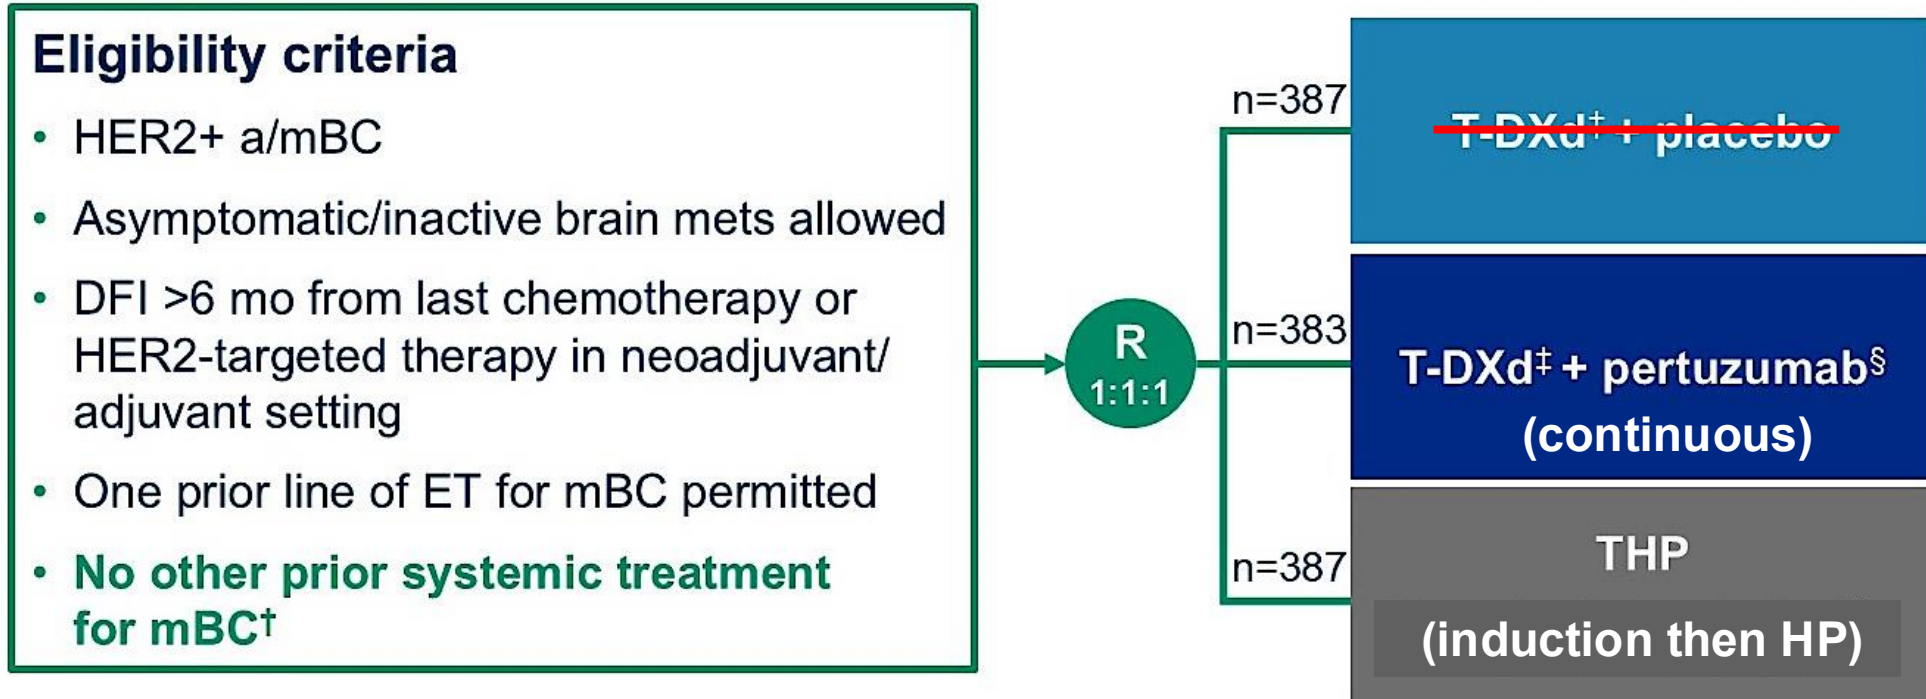 Eligibility criteria
• HER2+ a/mBC
• Asymptomatic/inactive brain mets allowed
• DFI >6 mo from last chemotherapy or
HER2-targeted therapy in neoadjuvant/
adjuvant setting
• One prior line of ET for mBC permitted
• No other prior systemic treatment
for mBC†
R
1:1:1
n=387
T-DXd‡ + placebo
n=383
T-DXd‡ + pertuzumab§
(continuous)
n=387
THP
(induction then HP)